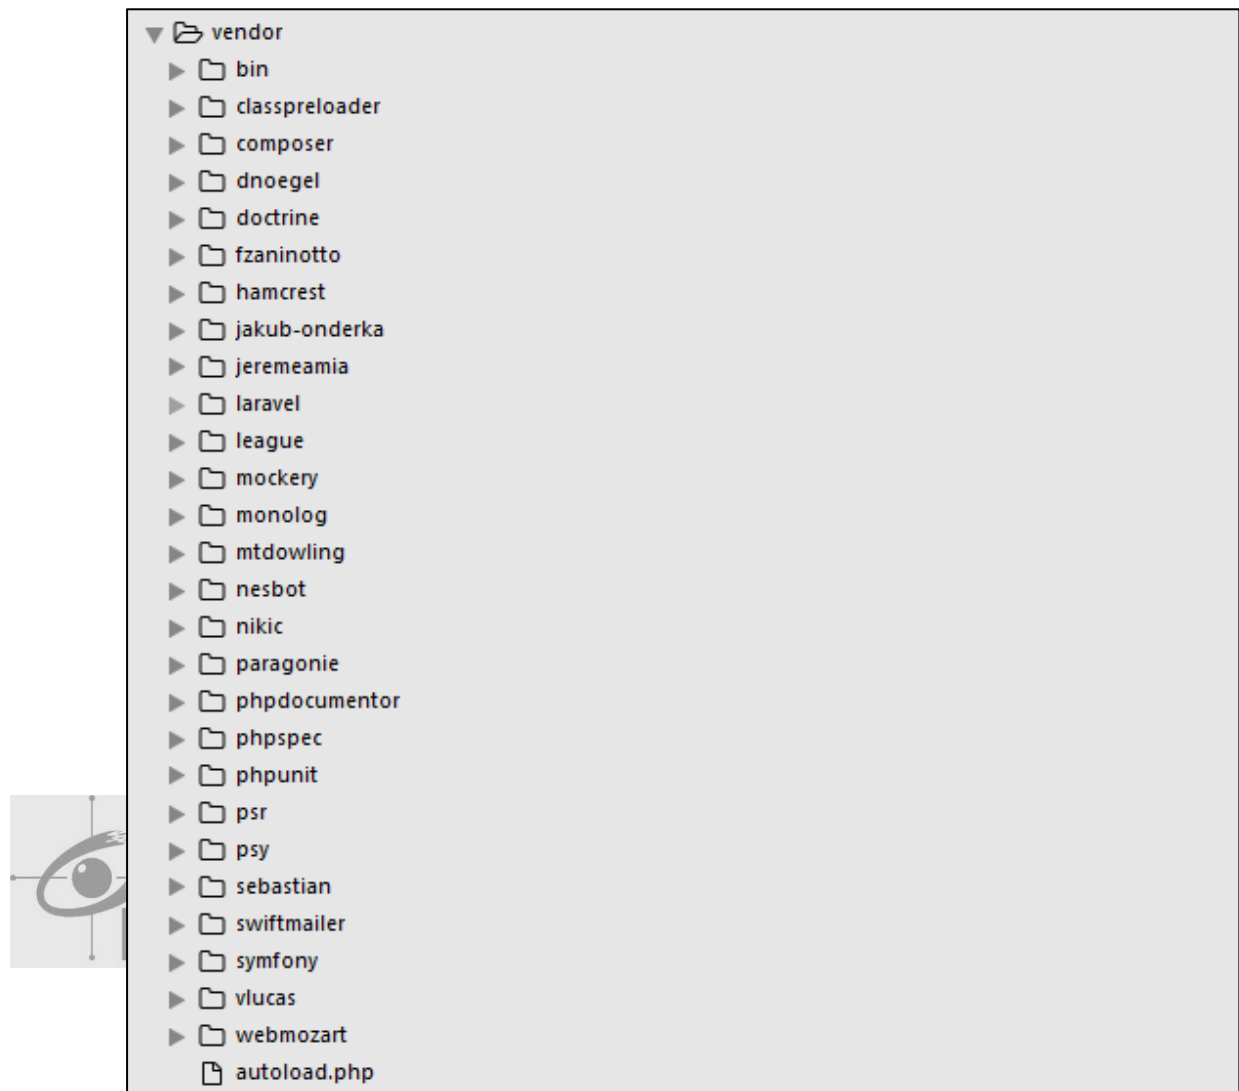 vendor
bin
classpreloader
composer
dnoegel
doctrine
fzaninotto
hamcrest
jakub-onderka
jeremeamia
laravel
league
mockery
monolog
mtdowling
nesbot
nikic
paragonie
phpdocumentor
phpspec
phpunit
psr
psy
sebastian
swiftmailer
symfony
vlucas
webmozart
autoload.php